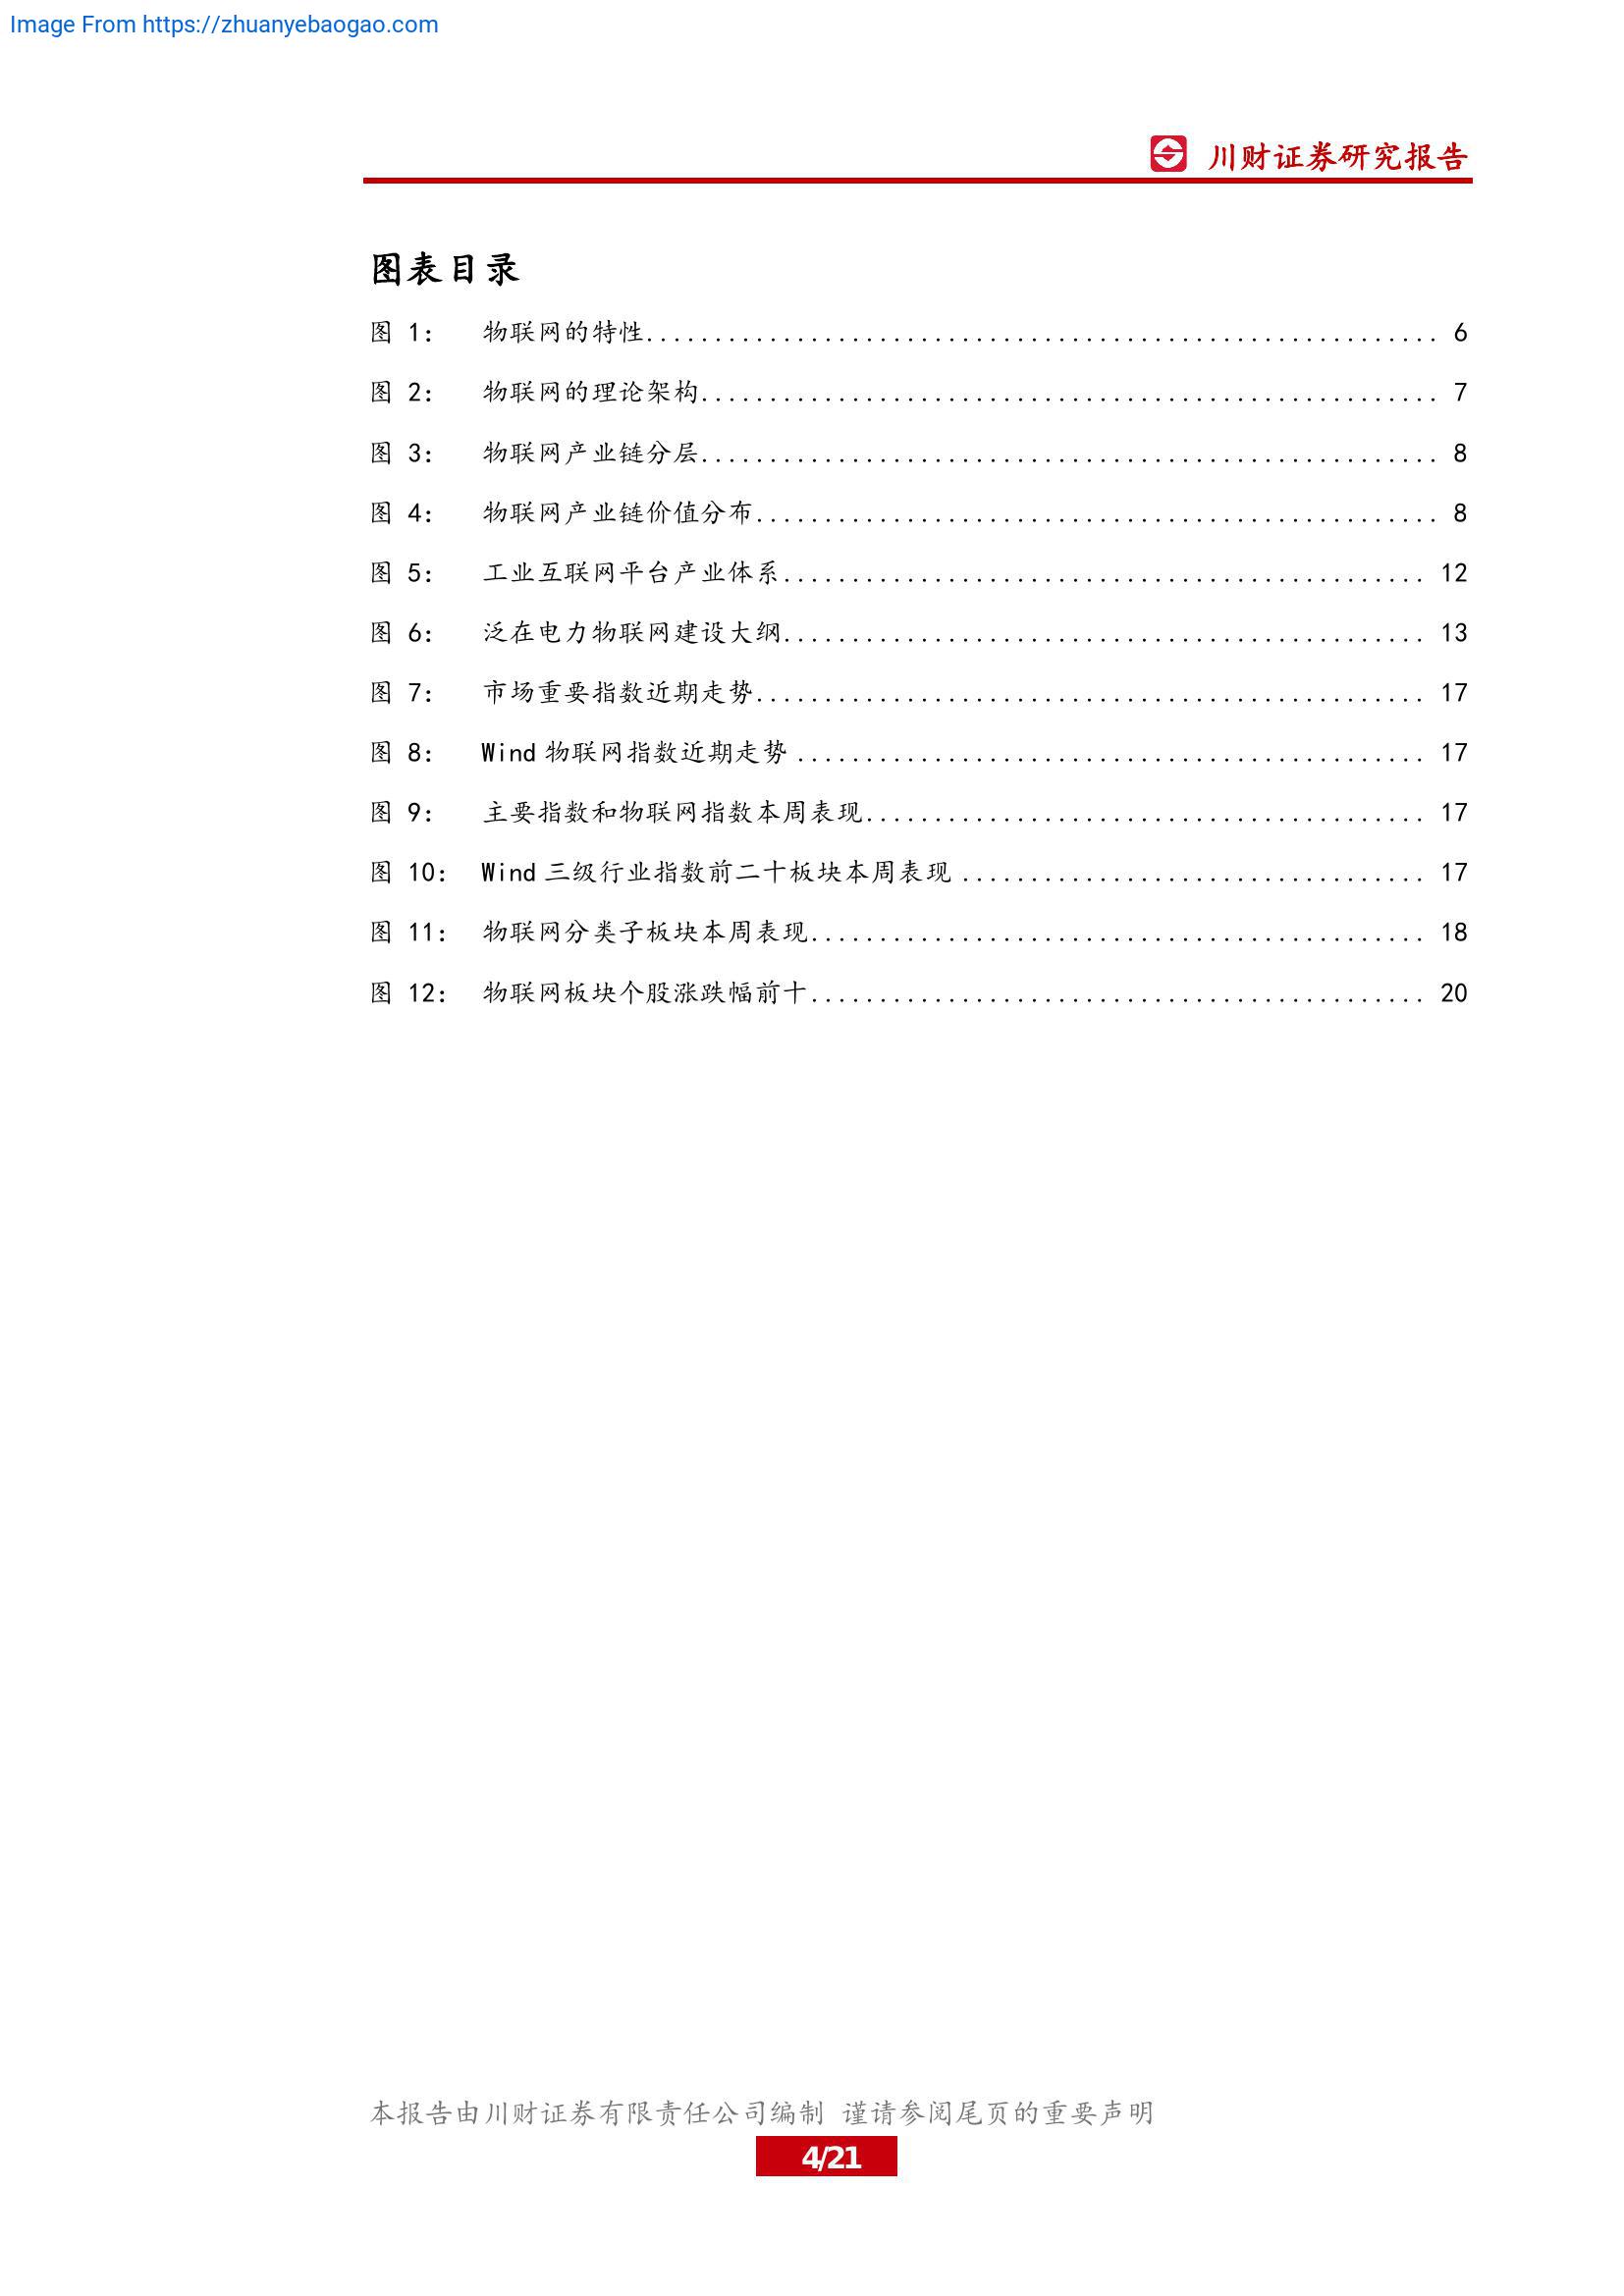 Image From https://zhuanyebaogao.com
川财证券研究报告
图表目录
图 1： 物联网的特性.......................................................... 6
图 2： 物联网的理论架构...................................................... 7
图 3： 物联网产业链分层...................................................... 8
图 4： 物联网产业链价值分布.................................................. 8
图 5： 工业互联网平台产业体系............................................... 12
图 6： 泛在电力物联网建设大纲............................................... 13
图 7： 市场重要指数近期走势................................................. 17
图 8： Wind 物联网指数近期走势 .............................................. 17
图 9： 主要指数和物联网指数本周表现......................................... 17
图 10： Wind 三级行业指数前二十板块本周表现 .................................. 17
图 11： 物联网分类子板块本周表现............................................. 18
图 12： 物联网板块个股涨跌幅前十............................................. 20
本报告由川财证券有限责任公司编制 谨请参阅尾页的重要声明
4/21